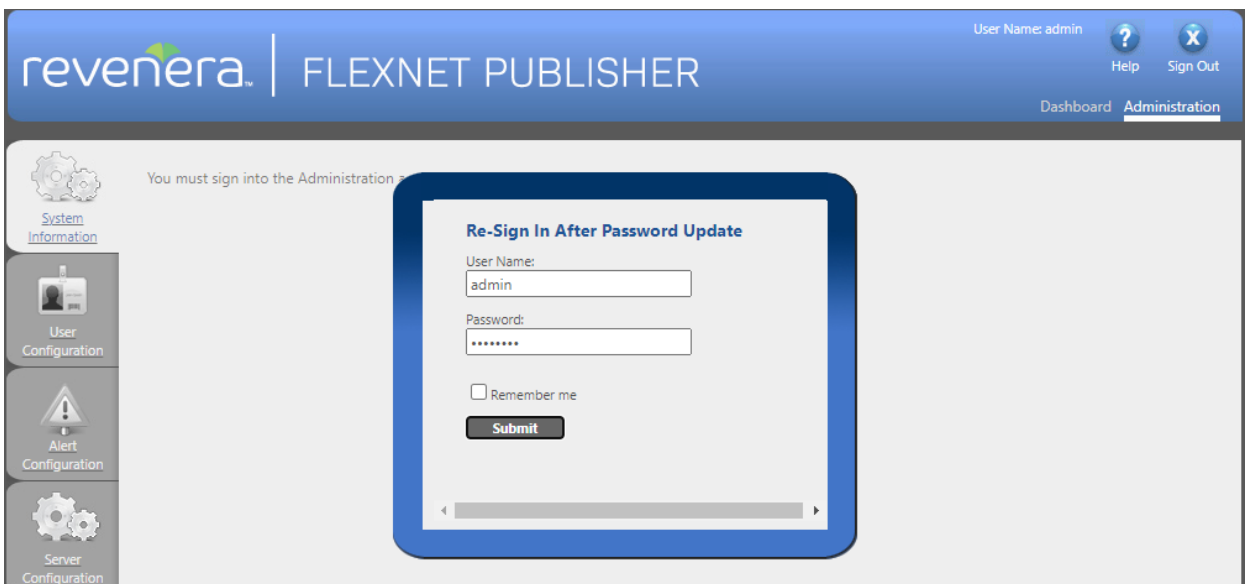 User Name: admin
revenera™ FLEXNET PUBLISHER
Help
Sign Out
Dashboard Administration
System
Information
You must sign into the Administration
User
Configuration
Alert
Configuration
Server
Configuration
Re-Sign In After Password Update
User Name:
admin
Password:
••••••••
Remember me
Submit